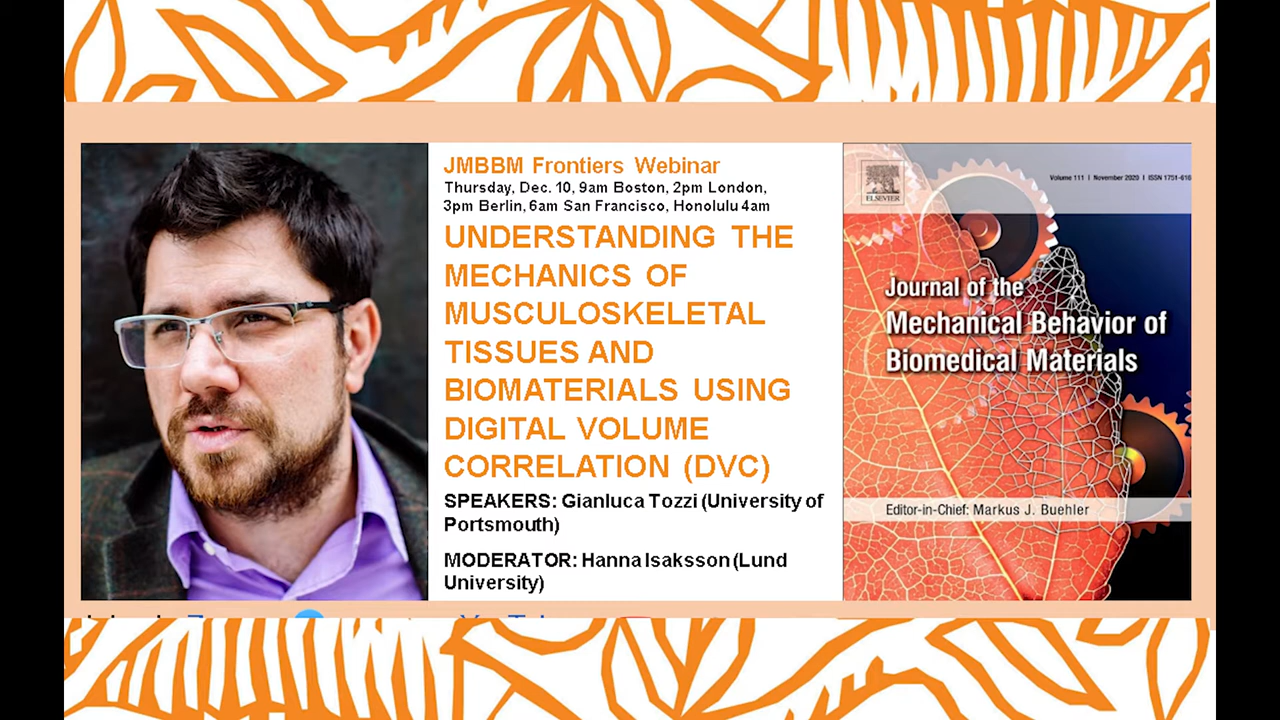 JMBBM Frontiers Webinar
Thursday, Dec. 10, 9am Boston, 2pm London,
3pm Berlin, 6am San Francisco, Honolulu 4am
UNDERSTANDING THE
MECHANICS OF
MUSCULOSKELETAL
TISSUES AND
BIOMATERIALS USING
DIGITAL VOLUME
CORRELATION (DVC)
SPEAKERS: Gianluca Tozzi (University of
Portsmouth)
MODERATOR: Hanna Isaksson (Lund
University)
ELSEVIER
Volume 111 | November 2020 | ISSN 1751-616
Journal of the
Mechanical Behavior of
Biomedical Materials
Editor-in-Chief: Markus J. Buehler